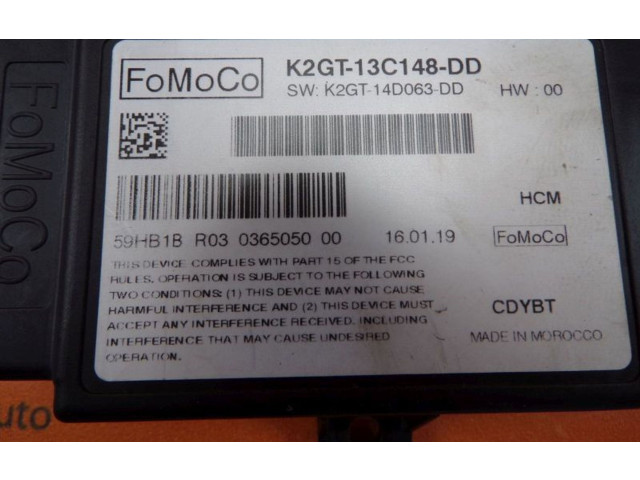 FoMoCo
FoMoCo
K2GT-13C148-DD
SW: K2GT-14D063-DD HW : 00
HCM
59HB1B R03 0365050 00 16.01.19 FoMoCo
THIS DEVICE COMPLIES WITH PART 15 OF THE FCC
RULES. OPERATION IS SUBJECT TO THE FOLLOWING
TWO CONDITIONS: (1) THIS DEVICE MAY NOT CAUSE
HARMFUL INTERFERENCE AND (2) THIS DEVICE MUST
ACCEPT ANY INTERFERENCE RECEIVED, INCLUDING
INTERFERENCE THAT MAY CAUSE UNDESIRED
OPERATION.
CDYBT
MADE IN MOROCCO
uto